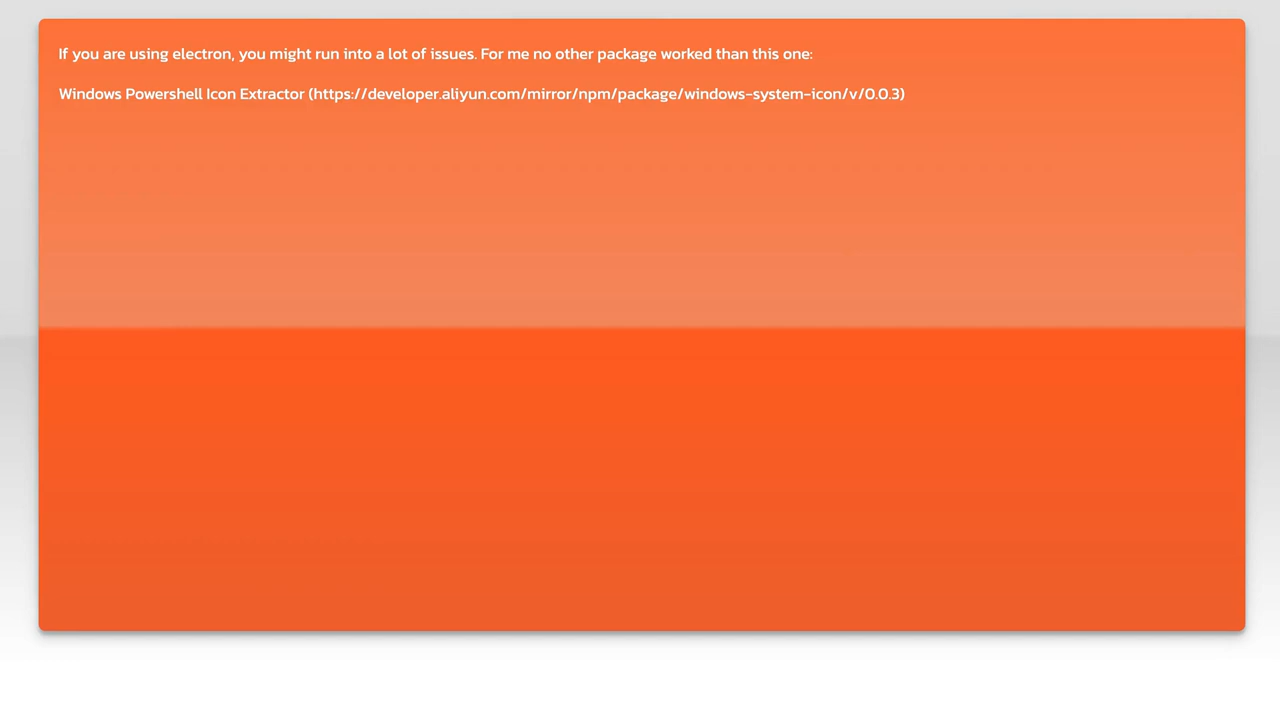 If you are using electron, you might run into a lot of issues. For me no other package worked than this one:
Windows Powershell Icon Extractor (https://developer.aliyun.com/mirror/npm/package/windows-system-icon/v/0.0.3)